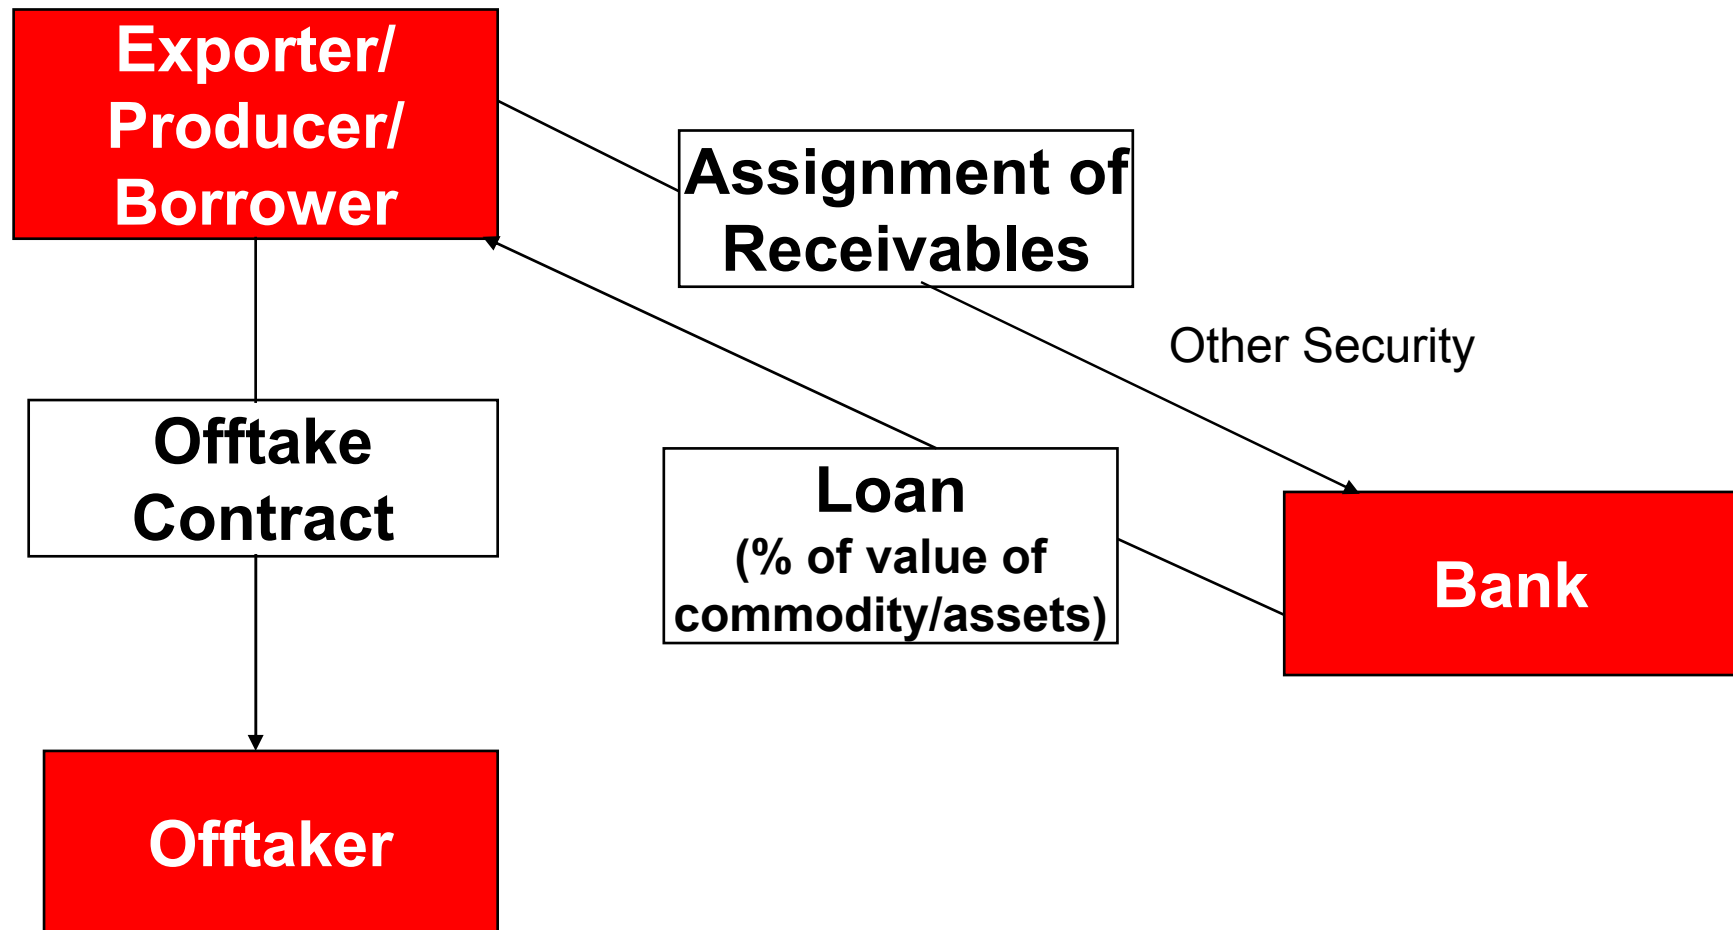 Exporter/
Producer/
Borrower
Assignment of
Receivables
Other Security
Offtake
Contract
Loan
(% of value of
commodity/assets)
Bank
Offtaker